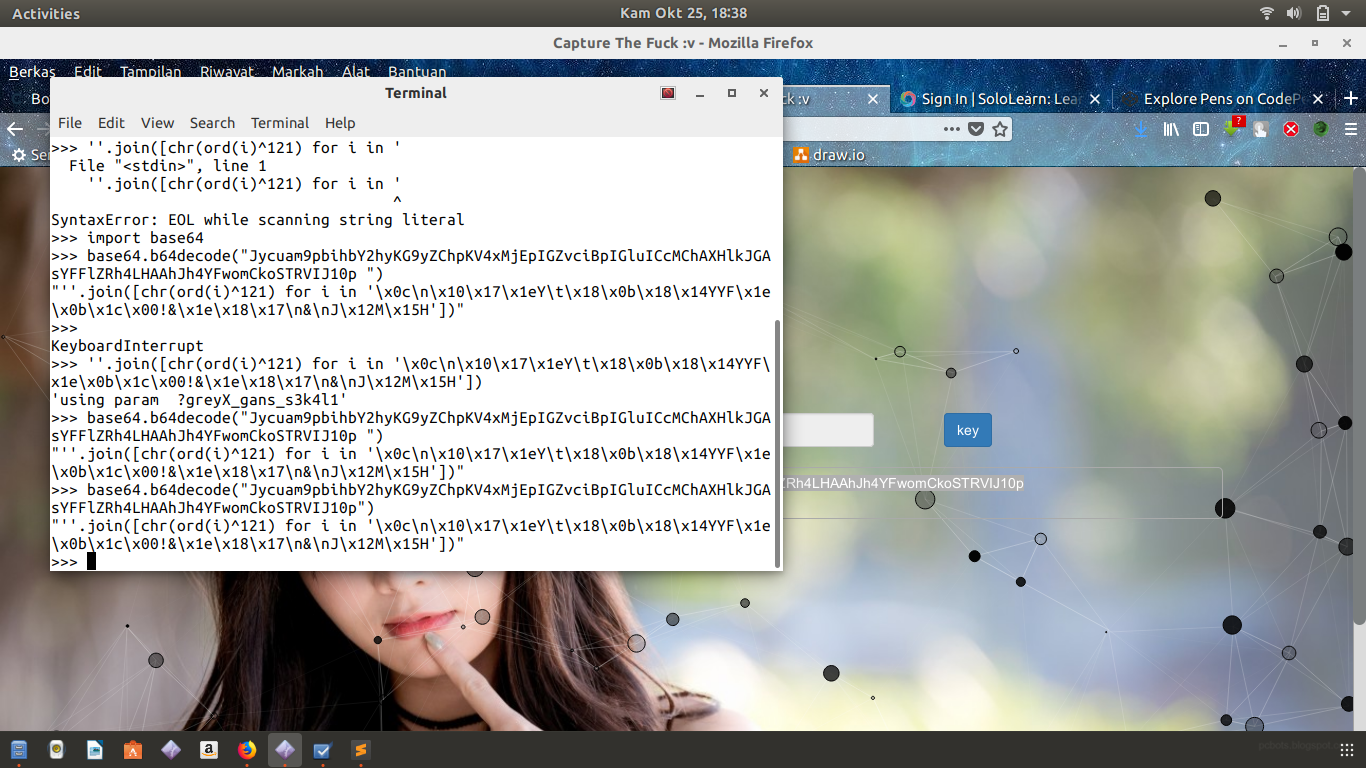 Activities
Kam Okt 25, 18:38
Capture The Fuck :v - Mozilla Firefox
Berkas Edit Tampilan Riwayat Markah Alat Bantuan
Terminal
ck :v
Sign In | SoloLearn: Lea
Explore Pens on CodeP
File Edit View Search Terminal Help
draw.io
>>> ''.join([chr(ord(i)^121) for i in '
File "<stdin>", line 1
''.join([chr(ord(i)^121) for i in '
^
SyntaxError: EOL while scanning string literal
>>> import base64
>>> base64.b64decode("Jycuam9pbihbY2hyKG9yZChpKV4xMjEpIGZvciBpIGluICcMChAXHlkJGA
sYFFlZRh4LHAAhJh4YFwomCkoSTRVIJ10p ")
"''.join([chr(ord(i)^121) for i in '\x0c\n\x10\x17\x1eY\t\x18\x0b\x18\x14YYF\x1e
\x0b\x1c\x00!&\x1e\x18\x17\n&\nJ\x12M\x15H'])"
>>>
KeyboardInterrupt
>>> ''.join([chr(ord(i)^121) for i in '\x0c\n\x10\x17\x1eY\t\x18\x0b\x18\x14YYF\
x1e\x0b\x1c\x00!&\x1e\x18\x17\n&\nJ\x12M\x15H'])
'using param  ?greyX_gans_s3k4l1'
>>> base64.b64decode("Jycuam9pbihbY2hyKG9yZChpKV4xMjEpIGZvciBpIGluICcMChAXHlkJGA
sYFFlZRh4LHAAhJh4YFwomCkoSTRVIJ10p ")
"''.join([chr(ord(i)^121) for i in '\x0c\n\x10\x17\x1eY\t\x18\x0b\x18\x14YYF\x1e
\x0b\x1c\x00!&\x1e\x18\x17\n&\nJ\x12M\x15H'])"
>>> base64.b64decode("Jycuam9pbihbY2hyKG9yZChpKV4xMjEpIGZvciBpIGluICcMChAXHlkJGA
sYFFlZRh4LHAAhJh4YFwomCkoSTRVIJ10p")
"''.join([chr(ord(i)^121) for i in '\x0c\n\x10\x17\x1eY\t\x18\x0b\x18\x14YYF\x1e
\x0b\x1c\x00!&\x1e\x18\x17\n&\nJ\x12M\x15H'])"
>>>
key
ZRh4LHAAhJh4YFwomCkoSTRVIJ10p